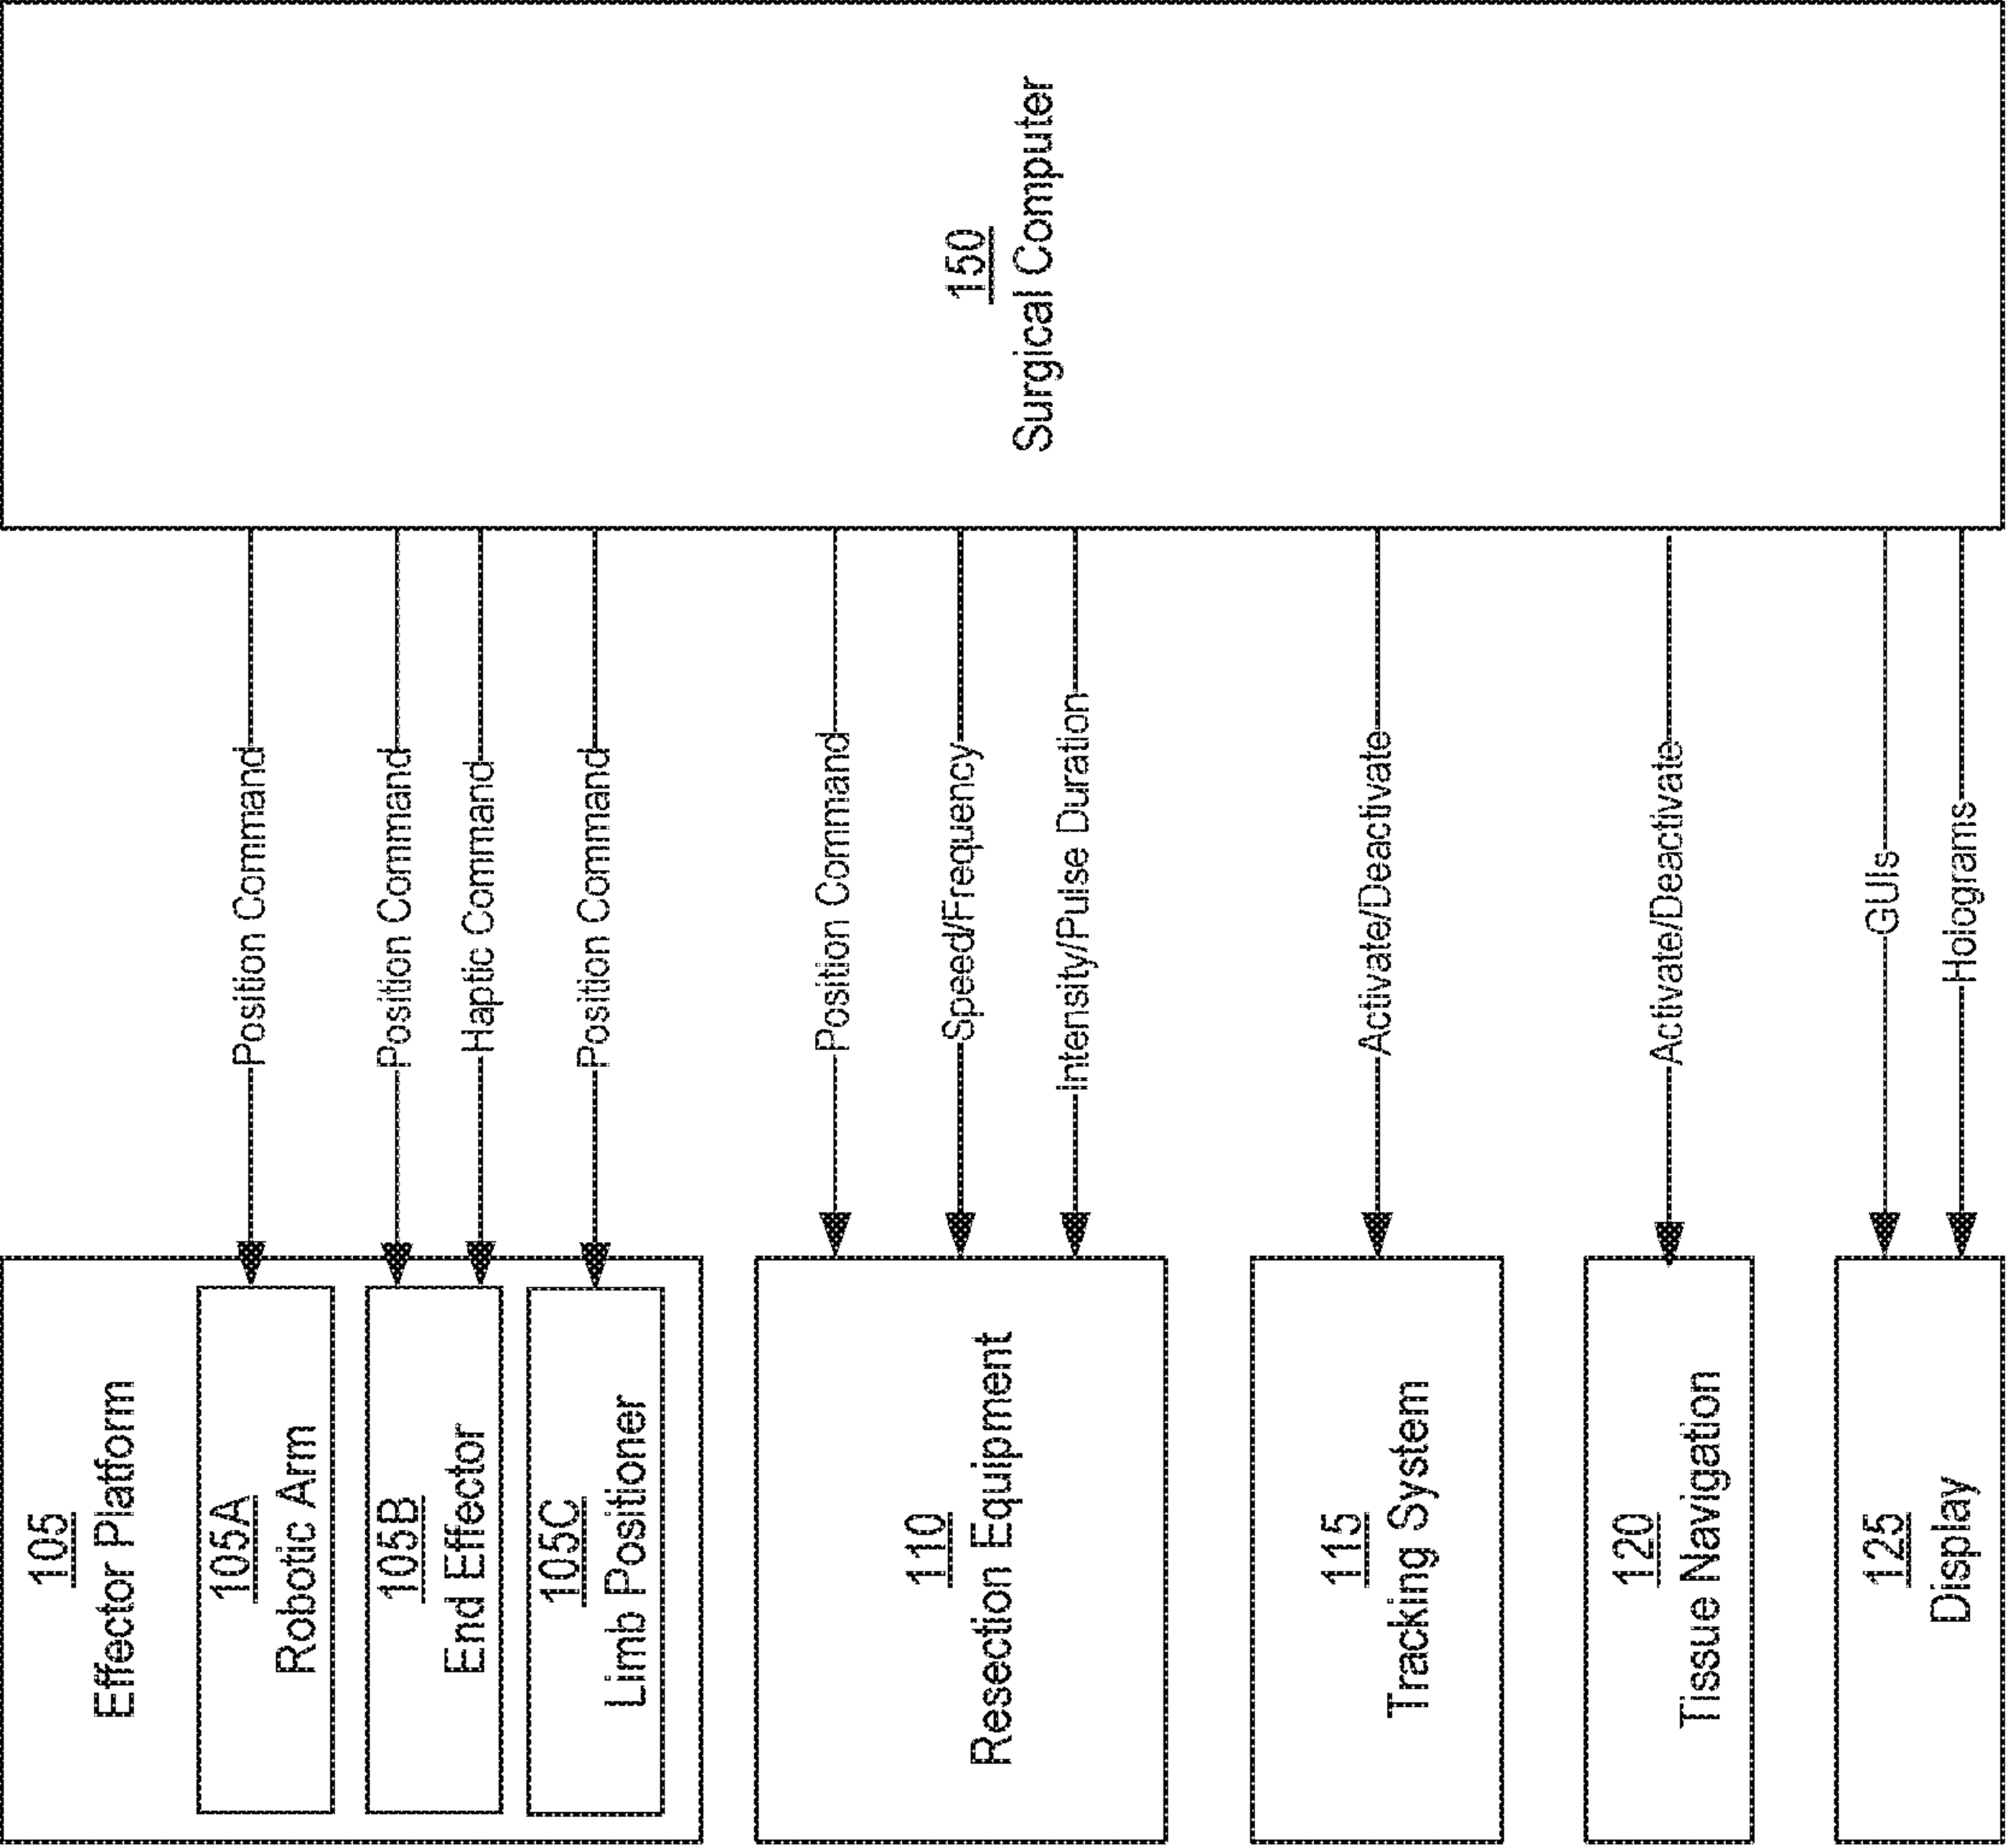 150
Surgical Computer
Position Command
Position Command
Haptic Command
Position Command
Position Command
Speed/Frequency
Intensity/Pulse Duration
Activate/Deactivate
Activate/Deactivate
GUIs
Holograms
105
Effector Platform
105A
Robotic Arm
105B
End Effector
105C
Limb Positioner
110
Resection Equipment
115
Tracking System
120
Tissue Navigation
125
Display